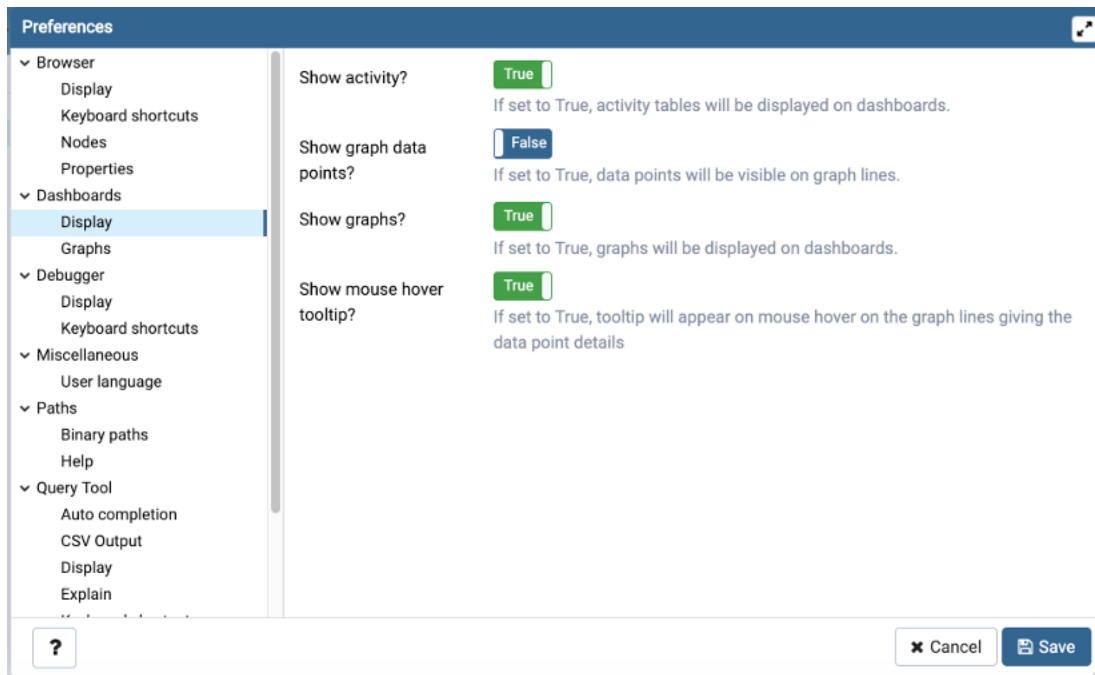 Preferences
Browser
Display
Keyboard shortcuts
Nodes
Properties
Dashboards
Display
Graphs
Debugger
Display
Keyboard shortcuts
Miscellaneous
User language
Paths
Binary paths
Help
Query Tool
Auto completion
CSV Output
Display
Explain
Show activity?
True
If set to True, activity tables will be displayed on dashboards.
Show graph data
points?
False
If set to True, data points will be visible on graph lines.
Show graphs?
True
If set to True, graphs will be displayed on dashboards.
Show mouse hover
tooltip?
True
If set to True, tooltip will appear on mouse hover on the graph lines giving the
data point details
?
Cancel
Save